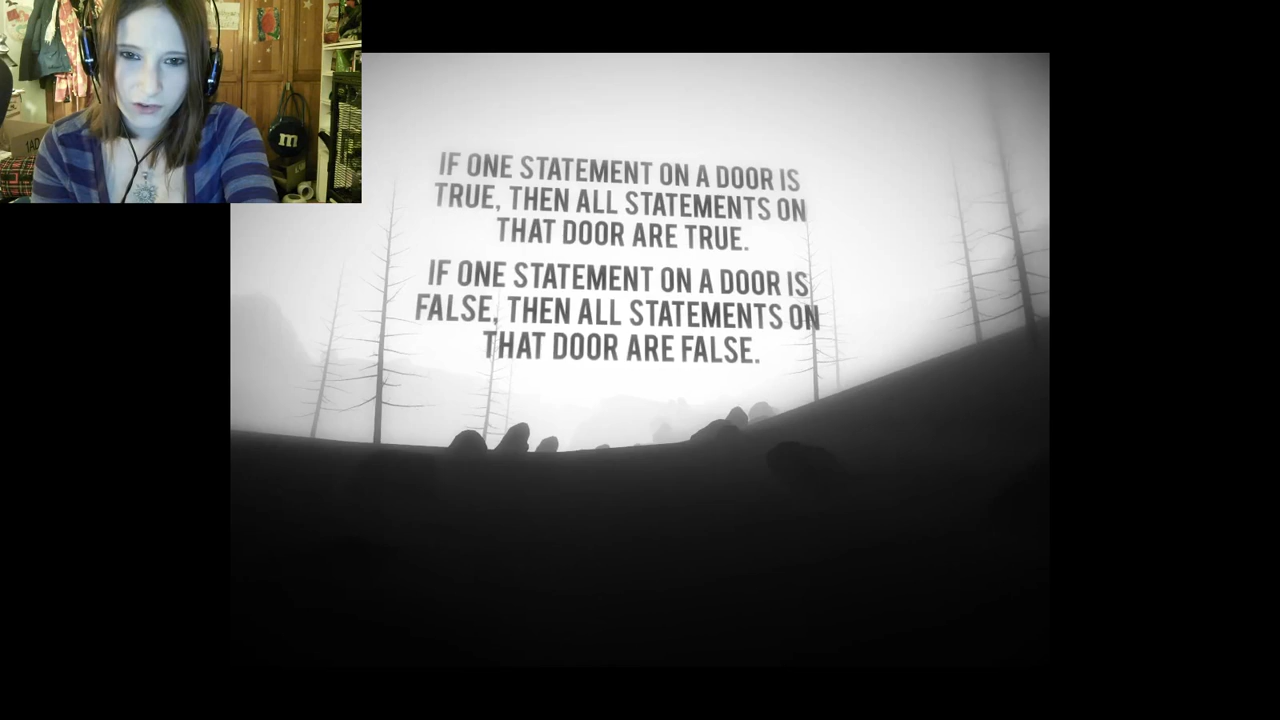 IF ONE STATEMENT ON A DOOR IS
TRUE, THEN ALL STATEMENTS ON
THAT DOOR ARE TRUE.
IF ONE STATEMENT ON A DOOR IS
FALSE, THEN ALL STATEMENTS ON
THAT DOOR ARE FALSE.
m